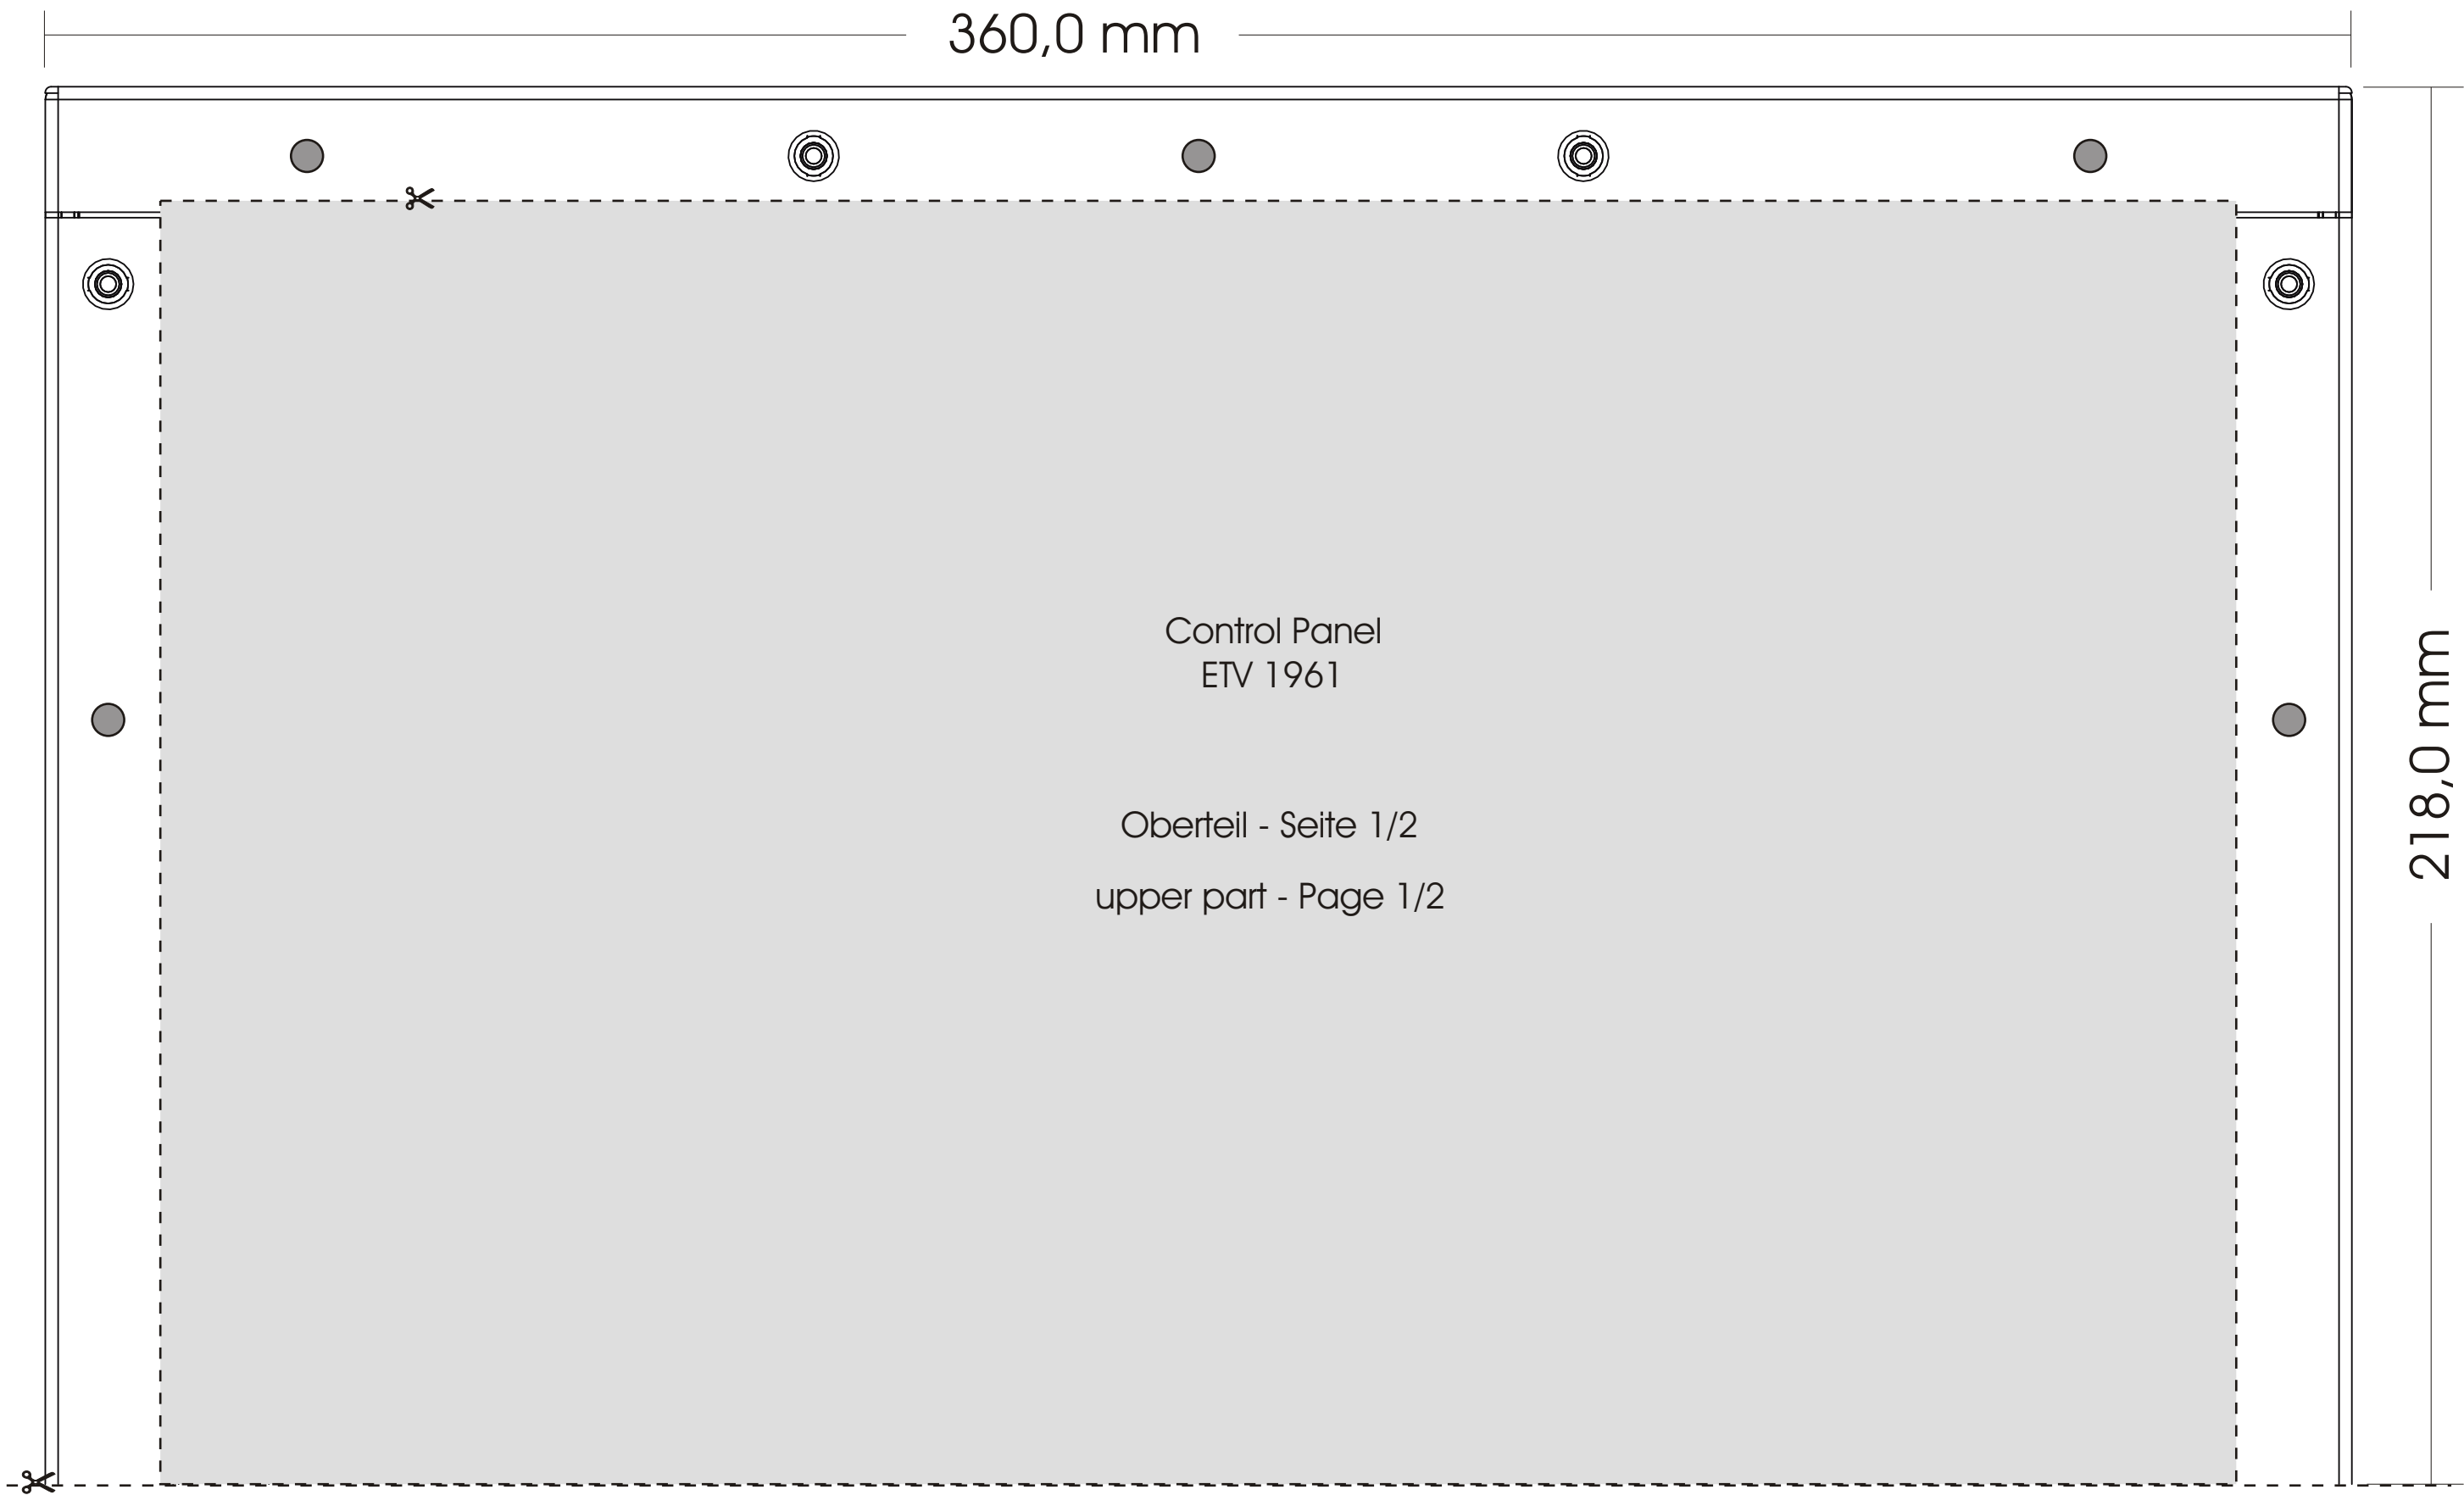 360,0 mm
Control Panel
ETV 1961
218,0 mm
Oberteil - Seite 1/2
upper part - Page 1/2